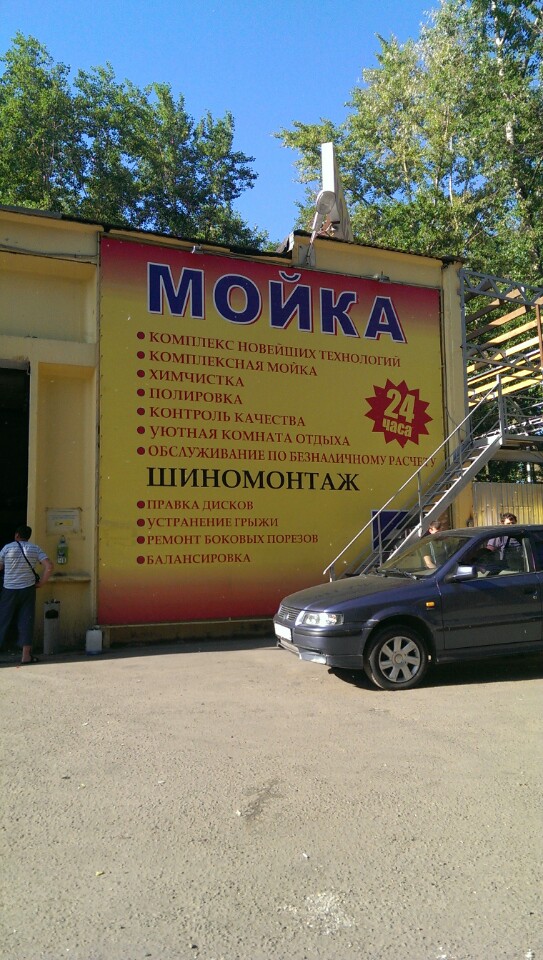 МОЙКА
● КОМПЛЕКС НОВЕЙШИХ ТЕХНОЛОГИЙ
● КОМПЛЕКСНАЯ МОЙКА
● ХИМЧИСТКА
● ПОЛИРОВКА
● КОНТРОЛЬ КАЧЕСТВА
● УЮТНАЯ КОМНАТА ОТДЫХА
● ОБСЛУЖИВАНИЕ ПО БЕЗНАЛИЧНОМУ РАСЧЕТУ
24
часа
ШИНОМОНТАЖ
● ПРАВКА ДИСКОВ
● УСТРАНЕНИЕ ГРЫЖИ
● РЕМОНТ БОКОВЫХ ПОРЕЗОВ
● БАЛАНСИРОВКА